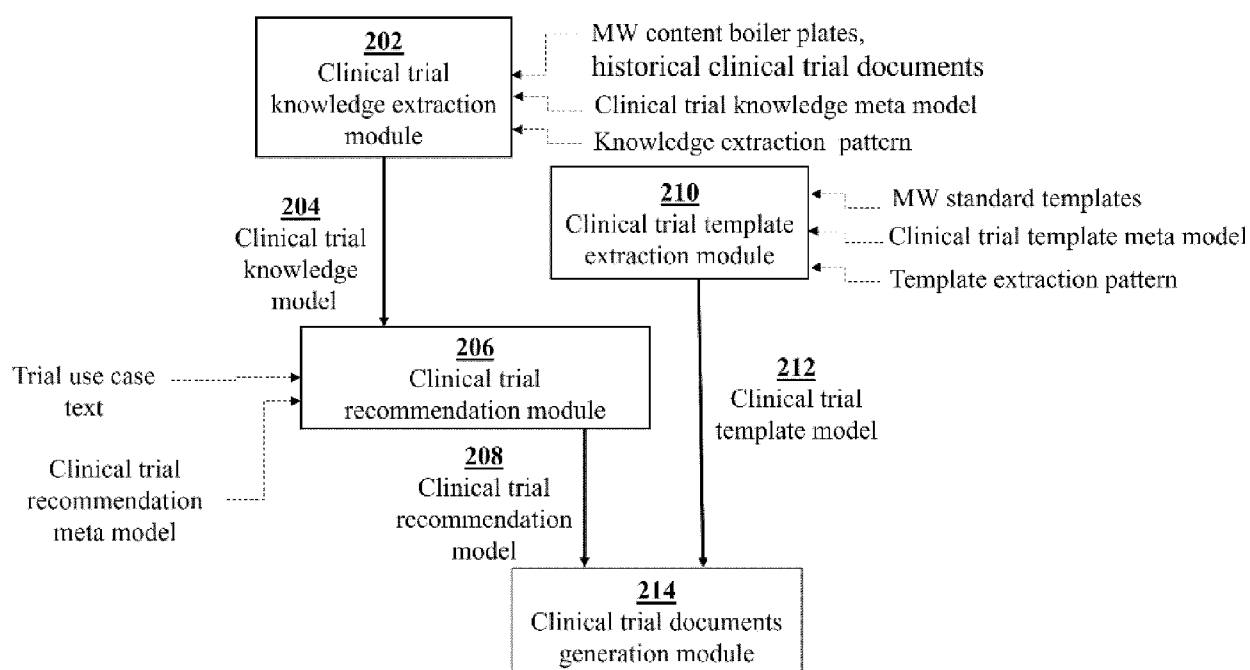 202
Clinical trial
knowledge extraction
module
MW content boiler plates,
historical clinical trial documents
Clinical trial knowledge meta model
Knowledge extraction pattern
204
Clinical trial
knowledge
model
210
Clinical trial template
extraction module
MW standard templates
Clinical trial template meta model
Template extraction pattern
Trial use case
text
206
Clinical trial
recommendation module
212
Clinical trial
template model
Clinical trial
recommendation
meta model
208
Clinical trial
recommendation
model
214
Clinical trial documents
generation module